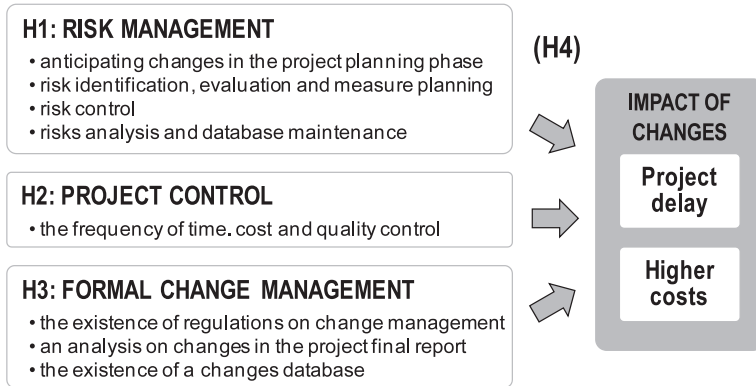 H1: RISK MANAGEMENT
• anticipating changes in the project planning phase
• risk identification, evaluation and measure planning
• risk control
• risks analysis and database maintenance
H2: PROJECT CONTROL
• the frequency of time. cost and quality control
H3: FORMAL CHANGE MANAGEMENT
• the existence of regulations on change management
• an analysis on changes in the project final report
• the existence of a changes database
(H4)
IMPACT OF
CHANGES
Project
delay
Higher
costs